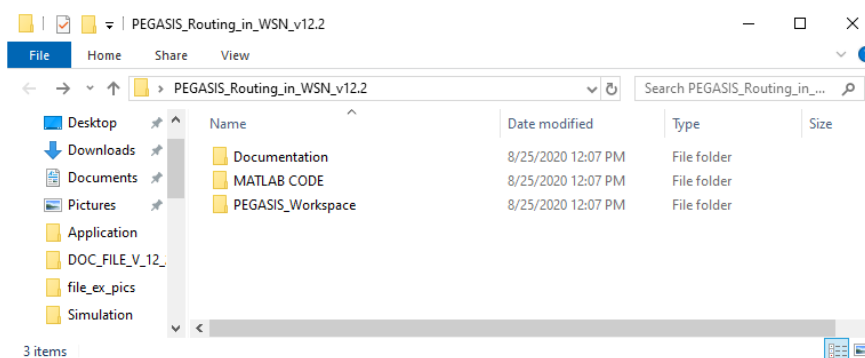 PEGASIS_Routing_in_WSN_v12.2
File Home Share View
PEGASIS_Routing_in_WSN_v12.2 Search PEGASIS_Routing_in_...
Desktop
Downloads
Documents
Pictures
Application
DOC_FILE_V_12_
file_ex_pics
Simulation
Name Date modified Type Size
Documentation 8/25/2020 12:07 PM File folder
MATLAB CODE 8/25/2020 12:07 PM File folder
PEGASIS_Workspace 8/25/2020 12:07 PM File folder
3 items